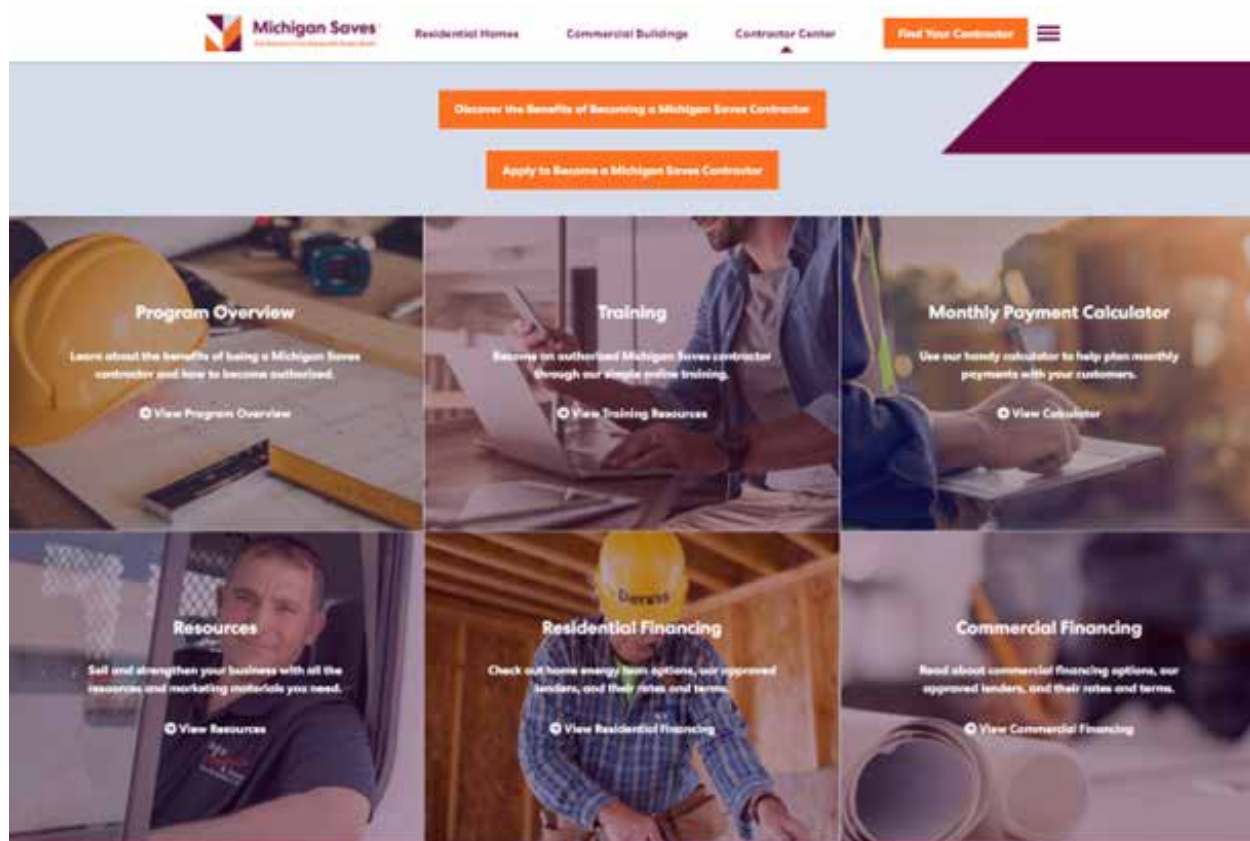 Michigan Saves
Residential Homes
Commercial Buildings
Contractor Center
Find Your Contractor
Discover the Benefits of Becoming a Michigan Saves Contractor
Apply to Become a Michigan Saves Contractor
Program Overview
Learn about the benefits of being a Michigan Saves
contractor and how to become authorized.
View Program Overview
Training
Become an authorized Michigan Saves contractor
through our simple online training.
View Training Resources
Monthly Payment Calculator
Use our handy calculator to help plan monthly
payments with your customers.
View Calculator
Resources
Sell and strengthen your business with all the
resources and marketing materials you need.
View Resources
Residential Financing
Check out home energy loan options, our approved
lenders, and their rates and terms.
View Residential Financing
Commercial Financing
Read about commercial financing options, our
approved lenders, and their rates and terms.
View Commercial Financing